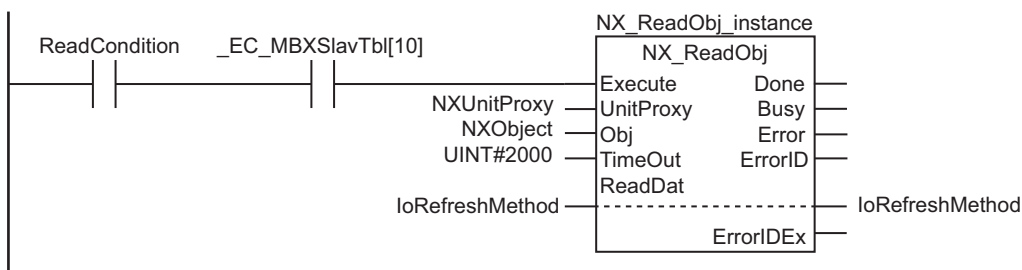 NX_ReadObj_instance
ReadCondition _EC_MBXSlavTbl[10] NX_ReadObj
Execute Done
NXUnitProxy UnitProxy Busy
NXObject Obj Error
UINT#2000 TimeOut ErrorID
ReadDat
IoRefreshMethod IoRefreshMethod
ErrorIDEx